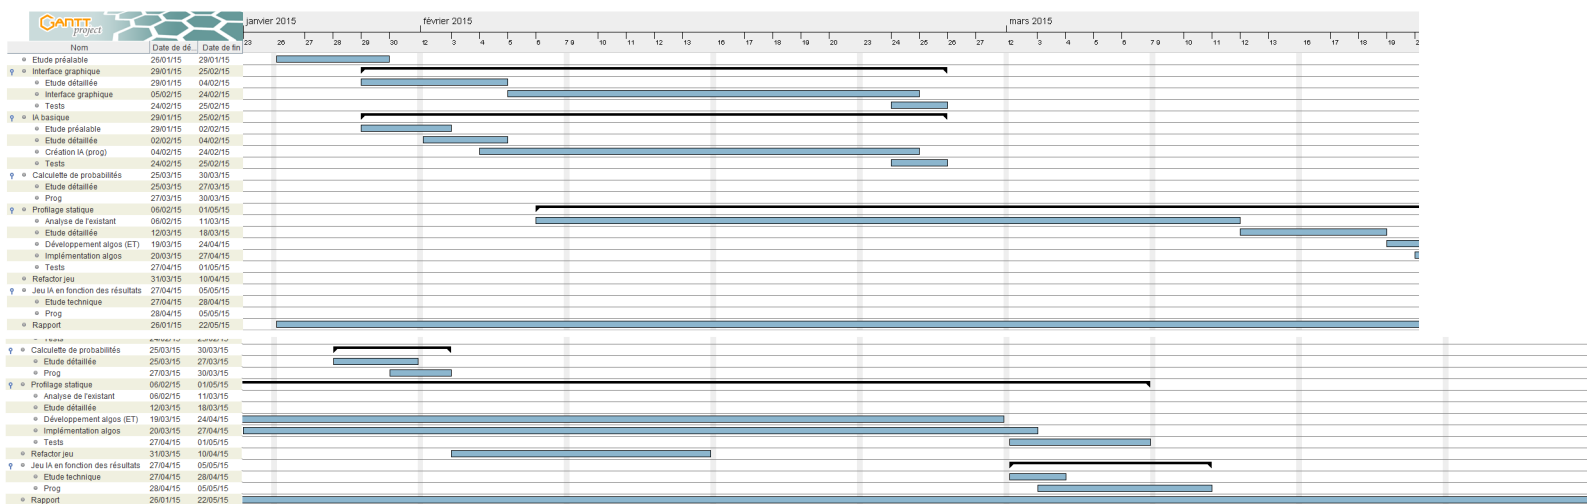 GANTT project
janvier 2015 février 2015 mars 2015
Nom Date de dé... Date de fin
23 26 27 28 29 30 2 3 4 5 6 7 9 10 11 12 13 16 17 18 19 20 23 24 25 26 27 2 3 4 5 6 7 9 10 11 12 13 16 17 18 19 2
Etude préalable 26/01/15 29/01/15
Interface graphique 29/01/15 25/02/15
Etude détaillée 29/01/15 04/02/15
Interface graphique 05/02/15 24/02/15
Tests 24/02/15 25/02/15
IA basique 29/01/15 25/02/15
Etude préalable 29/01/15 02/02/15
Etude détaillée 02/02/15 04/02/15
Création IA (prog) 04/02/15 24/02/15
Tests 24/02/15 25/02/15
Calculette de probabilités 25/03/15 30/03/15
Etude détaillée 25/03/15 27/03/15
Prog 27/03/15 30/03/15
Profilage statique 06/02/15 01/05/15
Analyse de l'existant 06/02/15 11/03/15
Etude détaillée 12/03/15 18/03/15
Développement algos (ET) 19/03/15 24/04/15
Implémentation algos 20/03/15 27/04/15
Tests 27/04/15 01/05/15
Refactor jeu 31/03/15 10/04/15
Jeu IA en fonction des résultats 27/04/15 05/05/15
Etude technique 27/04/15 28/04/15
Prog 28/04/15 05/05/15
Rapport 26/01/15 22/05/15
Calculette de probabilités 25/03/15 30/03/15
Etude détaillée 25/03/15 27/03/15
Prog 27/03/15 30/03/15
Profilage statique 06/02/15 01/05/15
Analyse de l'existant 06/02/15 11/03/15
Etude détaillée 12/03/15 18/03/15
Développement algos (ET) 19/03/15 24/04/15
Implémentation algos 20/03/15 27/04/15
Tests 27/04/15 01/05/15
Refactor jeu 31/03/15 10/04/15
Jeu IA en fonction des résultats 27/04/15 05/05/15
Etude technique 27/04/15 28/04/15
Prog 28/04/15 05/05/15
Rapport 26/01/15 22/05/15